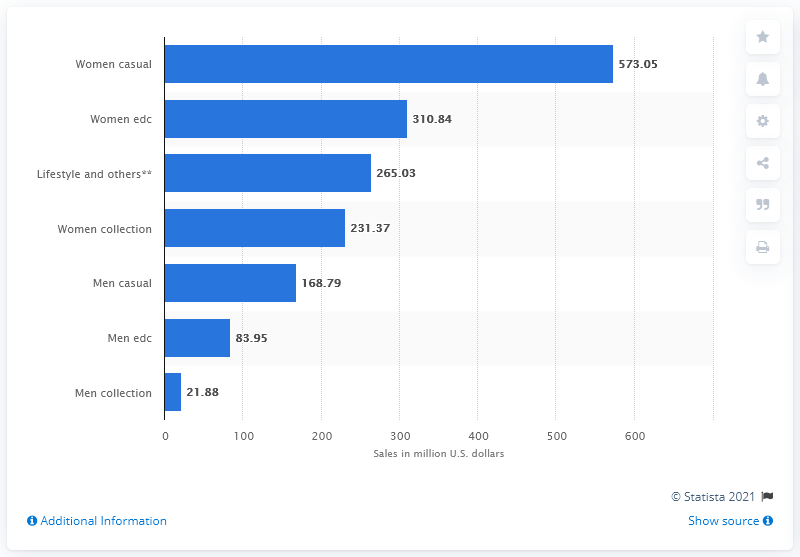 Women casual 573.05
Women edc 310.84
Lifestyle and others** 265.03
Women collection 231.37
Men casual 168.79
Men edc 83.95
Men collection 21.88
0 100 200 300 400 500 600
Sales in million U.S. dollars
© Statista 2021
Additional Information Show source